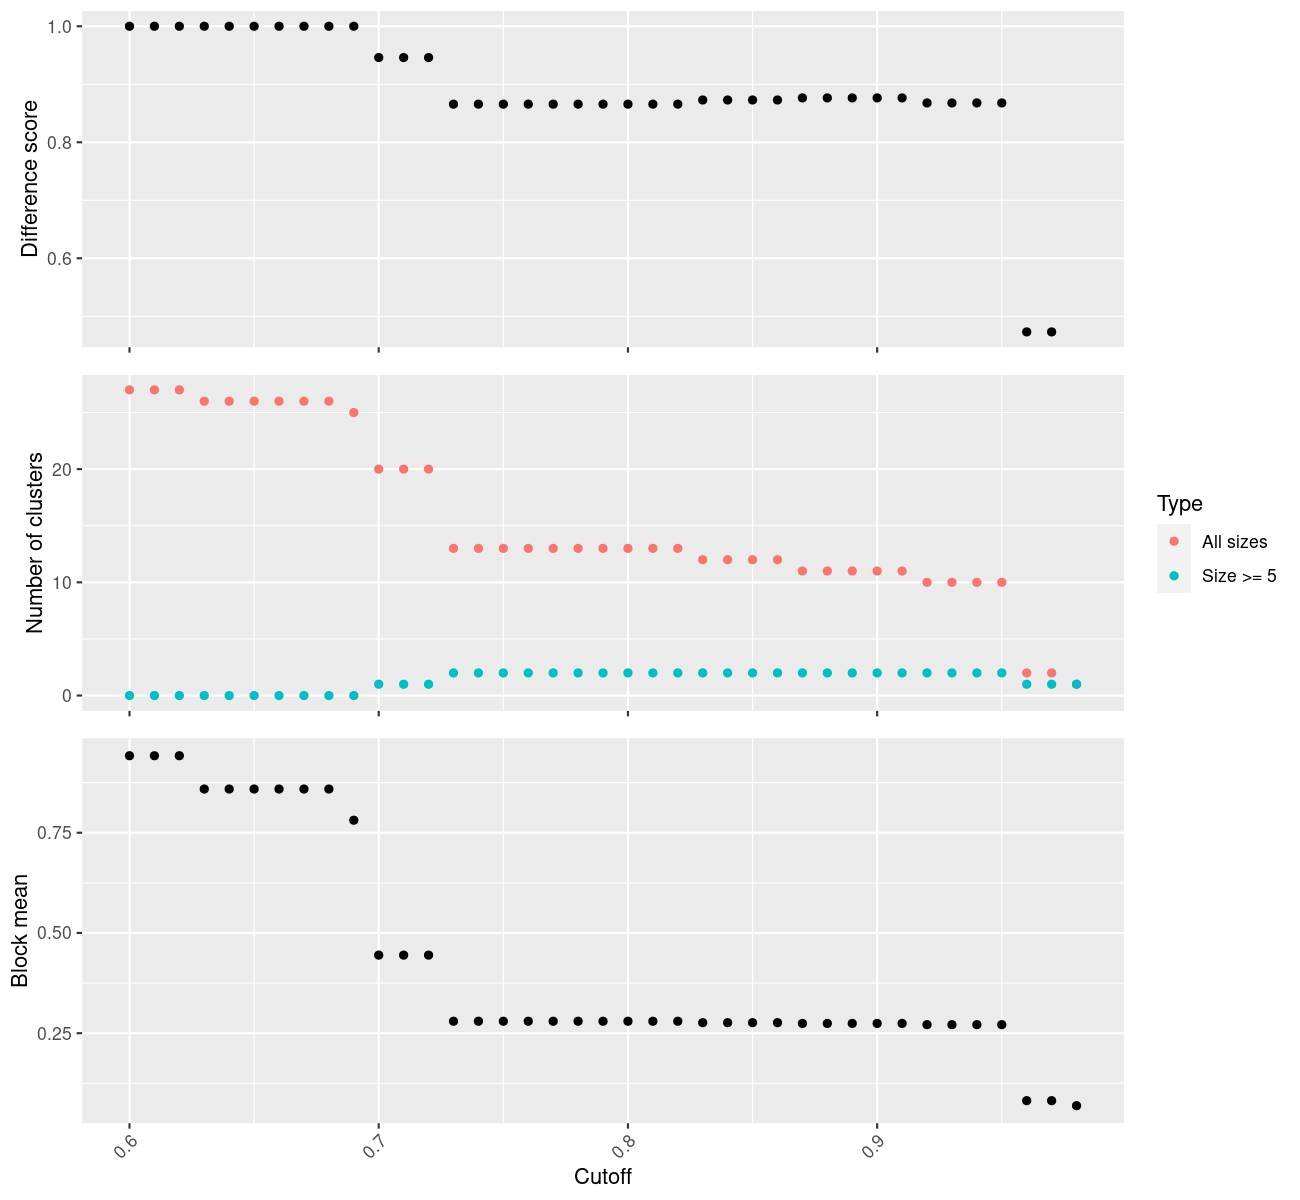 Difference score
1.0
0.8
0.6
Number of clusters
20
10
0
Type
All sizes
Size >= 5
Block mean
0.75
0.50
0.25
0.6
0.7
0.8
0.9
Cutoff